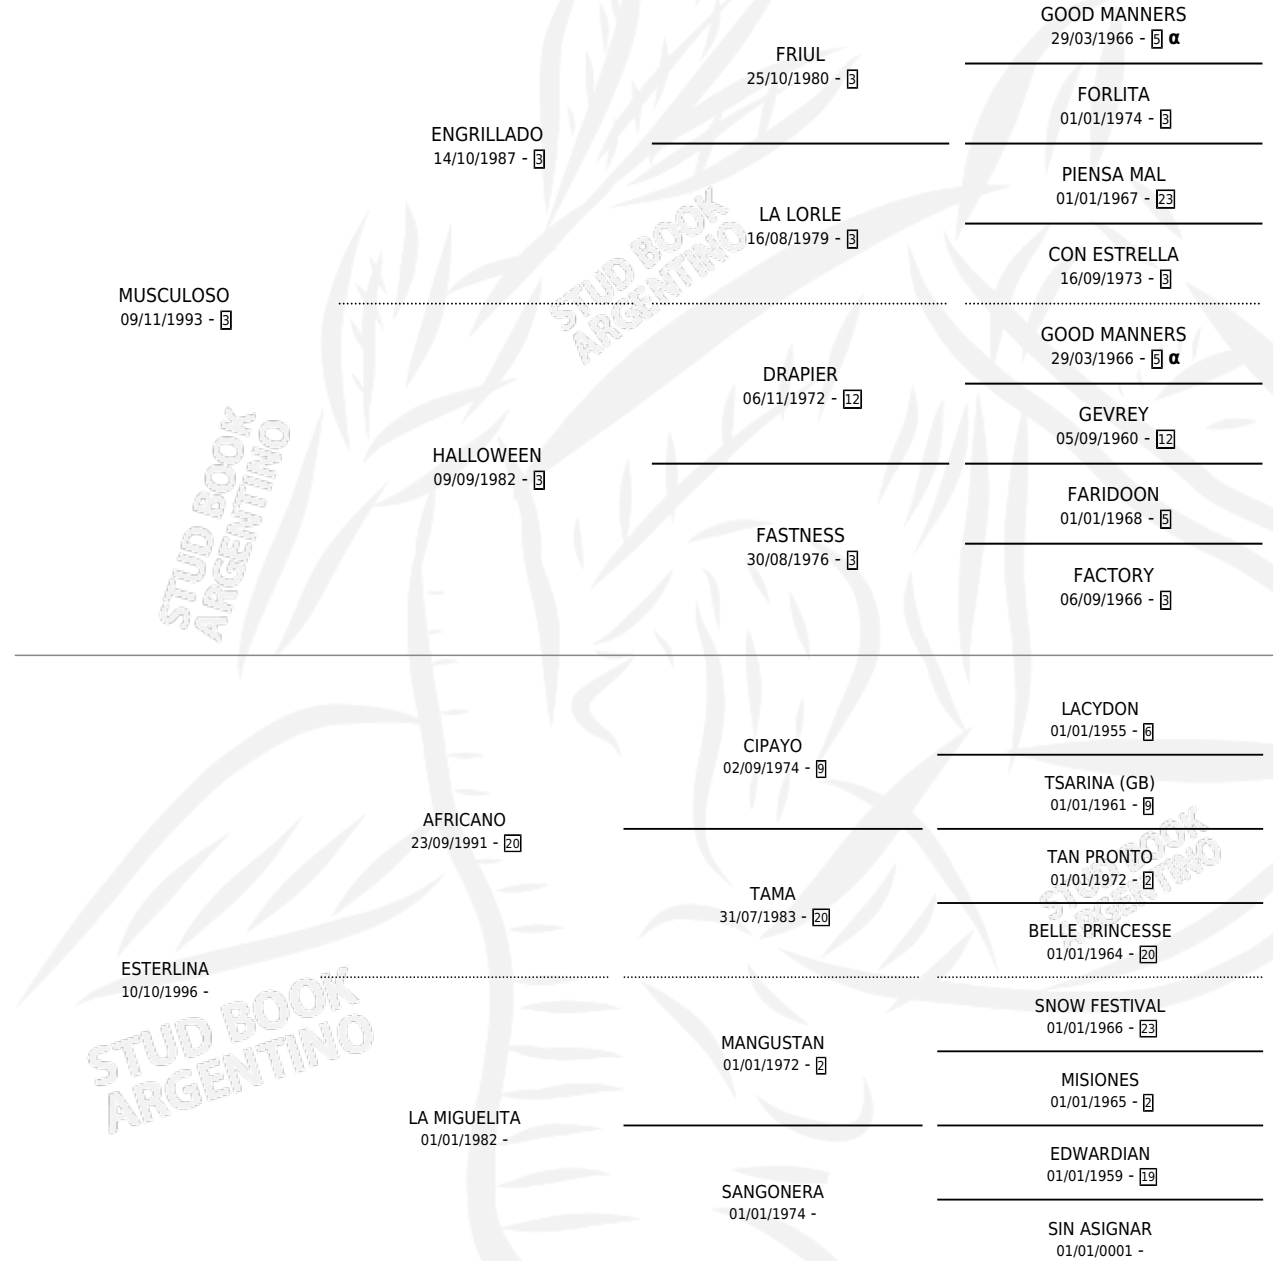 GOOD MANNERS
29/03/1966 - 5 α
FRIUL
25/10/1980 - 3
FORLITA
01/01/1974 - 3
ENGRILLADO
14/10/1987 - 3
PIENSA MAL
01/01/1967 - 23
LA LORLE
16/08/1979 - 3
CON ESTRELLA
16/09/1973 - 3
MUSCULOSO
09/11/1993 - 3
GOOD MANNERS
29/03/1966 - 5 α
DRAPIER
06/11/1972 - 12
GEVREY
05/09/1960 - 12
HALLOWEEN
09/09/1982 - 3
FARIDOON
01/01/1968 - 5
FASTNESS
30/08/1976 - 3
FACTORY
06/09/1966 - 3
STUD BOOK
ARGENTINO
STUD BOOK
ARGENTINO
LACYDON
01/01/1955 - 6
CIPAYO
02/09/1974 - 9
TSARINA (GB)
01/01/1961 - 9
AFRICANO
23/09/1991 - 20
TAN PRONTO
01/01/1972 - 2
TAMA
31/07/1983 - 20
BELLE PRINCESSE
01/01/1964 - 20
ESTERLINA
10/10/1996 -
SNOW FESTIVAL
01/01/1966 - 23
MANGUSTAN
01/01/1972 - 2
MISIONES
01/01/1965 - 2
LA MIGUELITA
01/01/1982 -
EDWARDIAN
01/01/1959 - 19
SANGONERA
01/01/1974 -
SIN ASIGNAR
01/01/0001 -
STUD BOOK
ARGENTINO
STUD BOOK
ARGENTINO